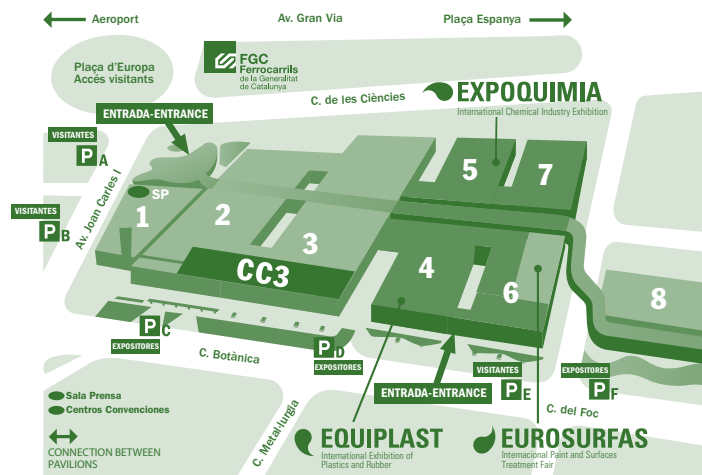 Aeroport
Av. Gran Via
Plaça Espanya
Plaça d'Europa
Accés visitants
FGC
Ferrocarrils
de la Generalitat
de Catalunya
C. de les Ciències
EXPOQUIMIA
International Chemical Industry Exhibition
ENTRADA-ENTRANCE
VISITANTES
P A
VISITANTES
P B
Av. Joan Carles I
SP
1
2
3
CC3
4
5
6
7
8
P C
EXPOSITORES
C. Botànica
P D
EXPOSITORES
ENTRADA-ENTRANCE
VISITANTES
P E
EXPOSITORES
P F
C. del Foc
Sala Prensa
Centros Convenciones
CONNECTION BETWEEN
PAVILIONS
C. Metal·lurgia
EQUIPLAST
International Exhibition of
Plastics and Rubber
EUROSURFAS
Internacional Paint and Surfaces
Treatment Fair